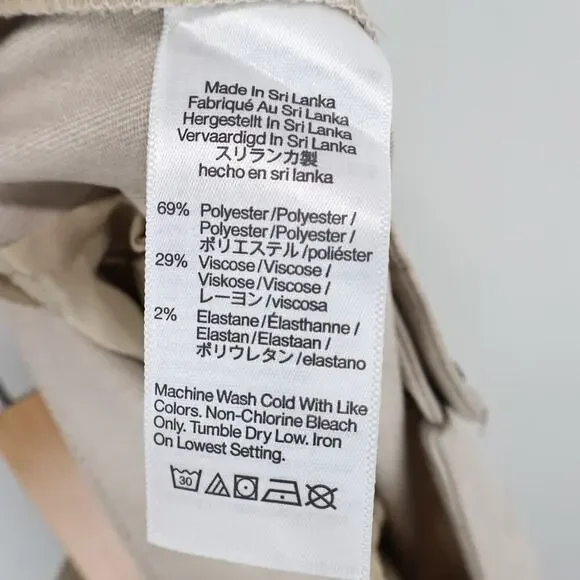 Made In Sri Lanka
Fabriqué Au Sri Lanka
Hergestellt In Sri Lanka
Vervaardigd In Sri Lanka
スリランカ製
hecho en sri lanka
69% Polyester/Polyester/
Polyester/Polyester/
ポリエステル/poliéster
29% Viscose/Viscose/
Viskose/Viscose/
レーヨン/viscosa
2% Elastane/Élasthanne/
Elastan/Elastaan/
ポリウレタン/elastano
Machine Wash Cold With Like
Colors. Non-Chlorine Bleach
Only. Tumble Dry Low. Iron
On Lowest Setting.
30